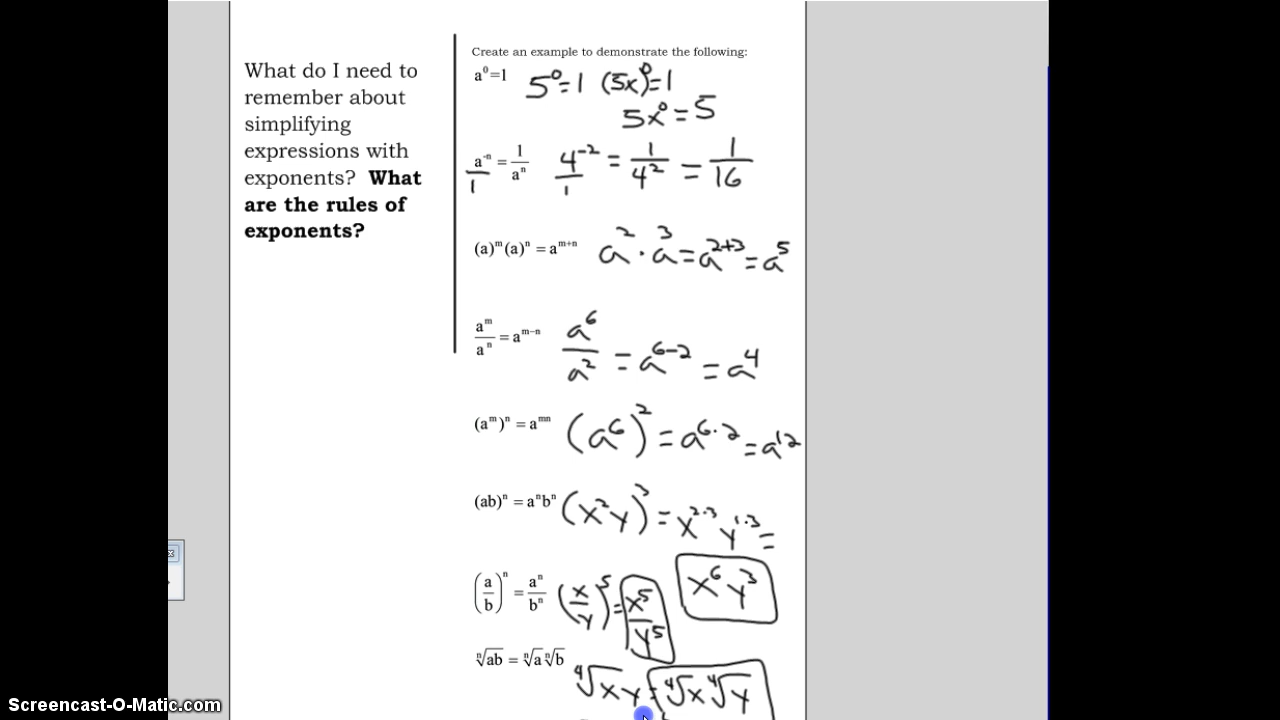 What do I need to
remember about
simplifying
expressions with
exponents? What
are the rules of
exponents?
Create an example to demonstrate the following:
a⁰=1 5⁰=1 (5x)⁰=1
5x⁰=5
a⁻ⁿ/1 = 1/aⁿ 4⁻²/1 = 1/4² = 1/16
(a)ᵐ(a)ⁿ = aᵐ⁺ⁿ a²·a³=a²⁺³=a⁵
aᵐ/aⁿ = aᵐ⁻ⁿ a⁶/a² = a⁶⁻² = a⁴
(aᵐ)ⁿ = aᵐⁿ (a⁶)² = a⁶·² = a¹²
(ab)ⁿ = aⁿbⁿ (x²y)³ = x²·³ y¹·³ =
x⁶y³
(a/b)ⁿ = aⁿ/bⁿ (x/y)⁵ = x⁵/y⁵
ⁿ√ab = ⁿ√a ⁿ√b ⁴√xy = ⁴√x ⁴√y
Screencast-O-Matic.com